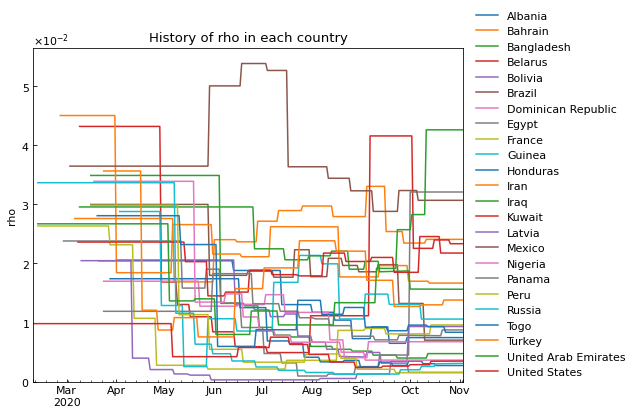 History of rho in each country
×10⁻²
5
4
3
2
1
0
rho
Mar
2020
Apr
May
Jun
Jul
Aug
Sep
Oct
Nov
Albania
Bahrain
Bangladesh
Belarus
Bolivia
Brazil
Dominican Republic
Egypt
France
Guinea
Honduras
Iran
Iraq
Kuwait
Latvia
Mexico
Nigeria
Panama
Peru
Russia
Togo
Turkey
United Arab Emirates
United States